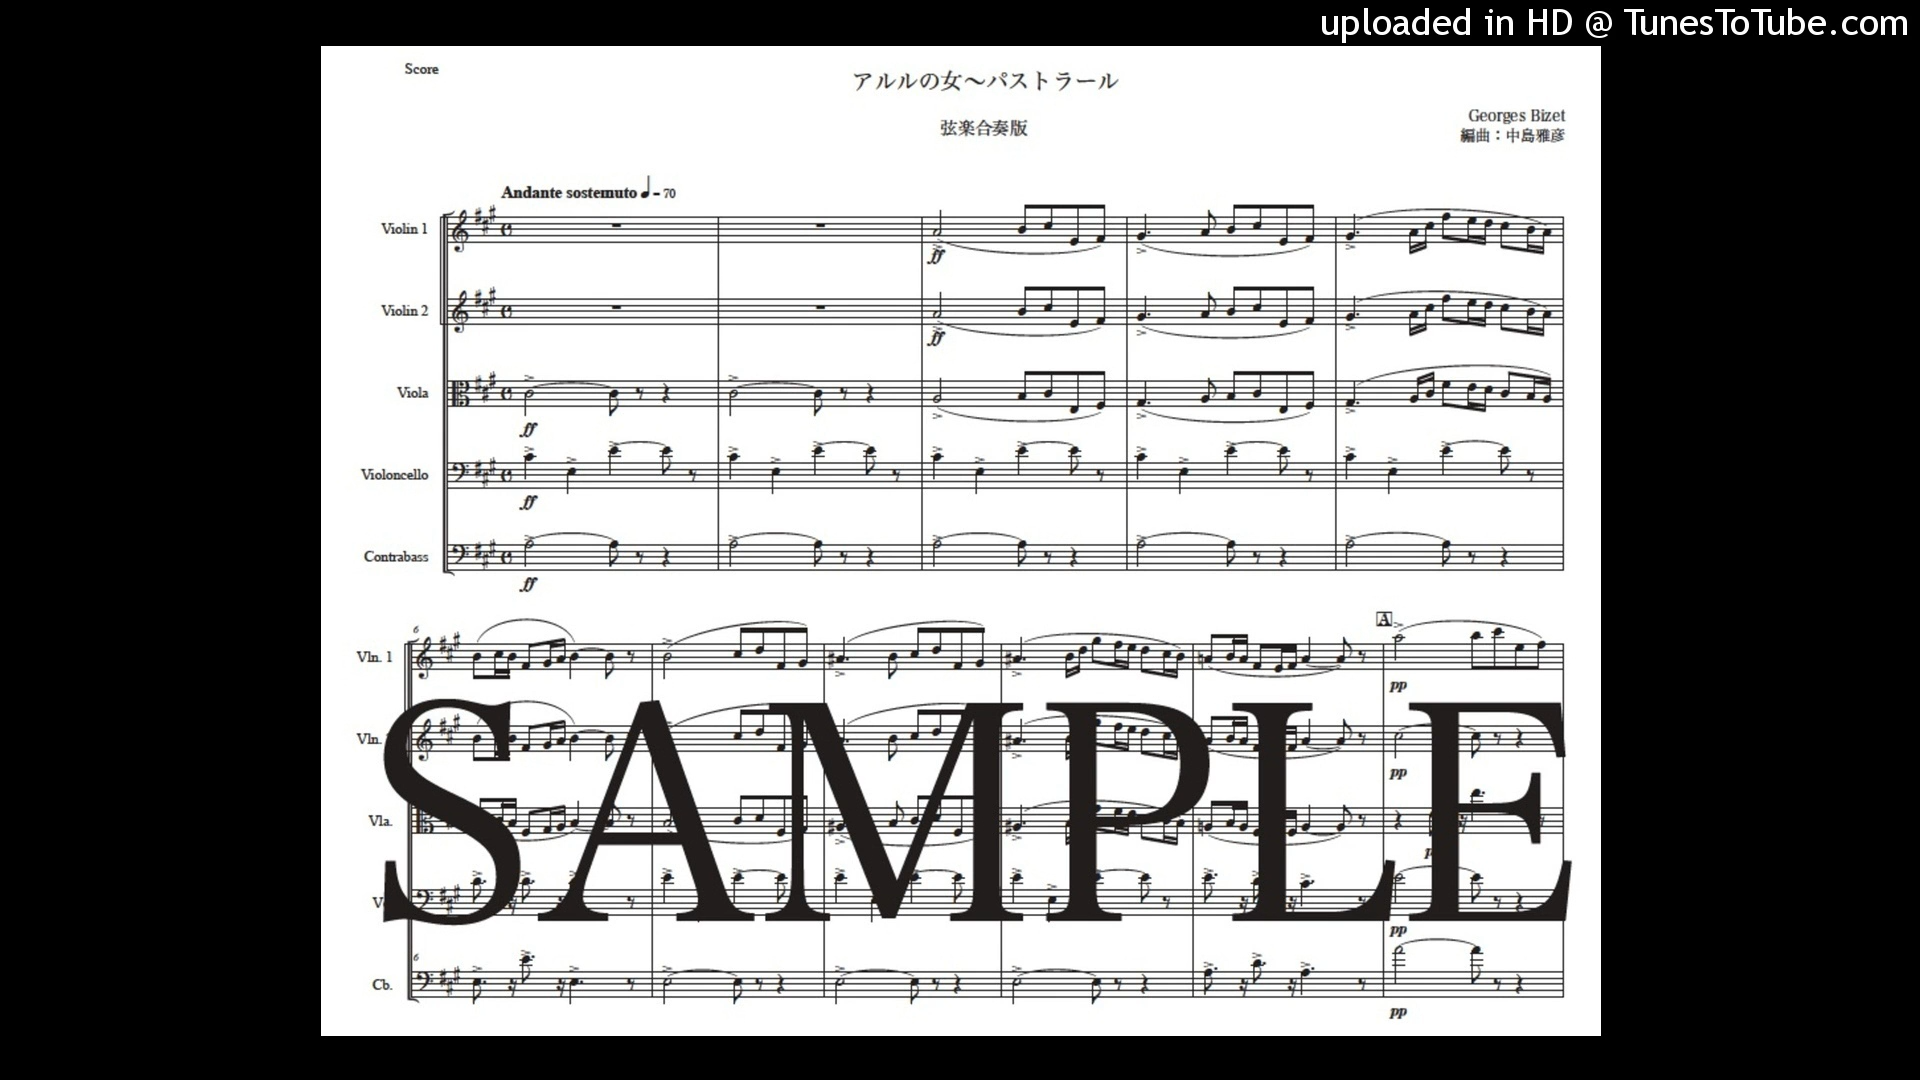 uploaded in HD @ TunesToTube.com
Score
アルルの女〜パストラール
弦楽合奏版
Georges Bizet
編曲：中島雅彦
Andante sostemuto ♩ = 70
Violin 1
ff
Violin 2
ff
Viola
ff
Violoncello
ff
Contrabass
ff
6
A
Vln. 1
pp
Vln.
pp
Vla.
SAMPLE
pp
6
Cb.
pp